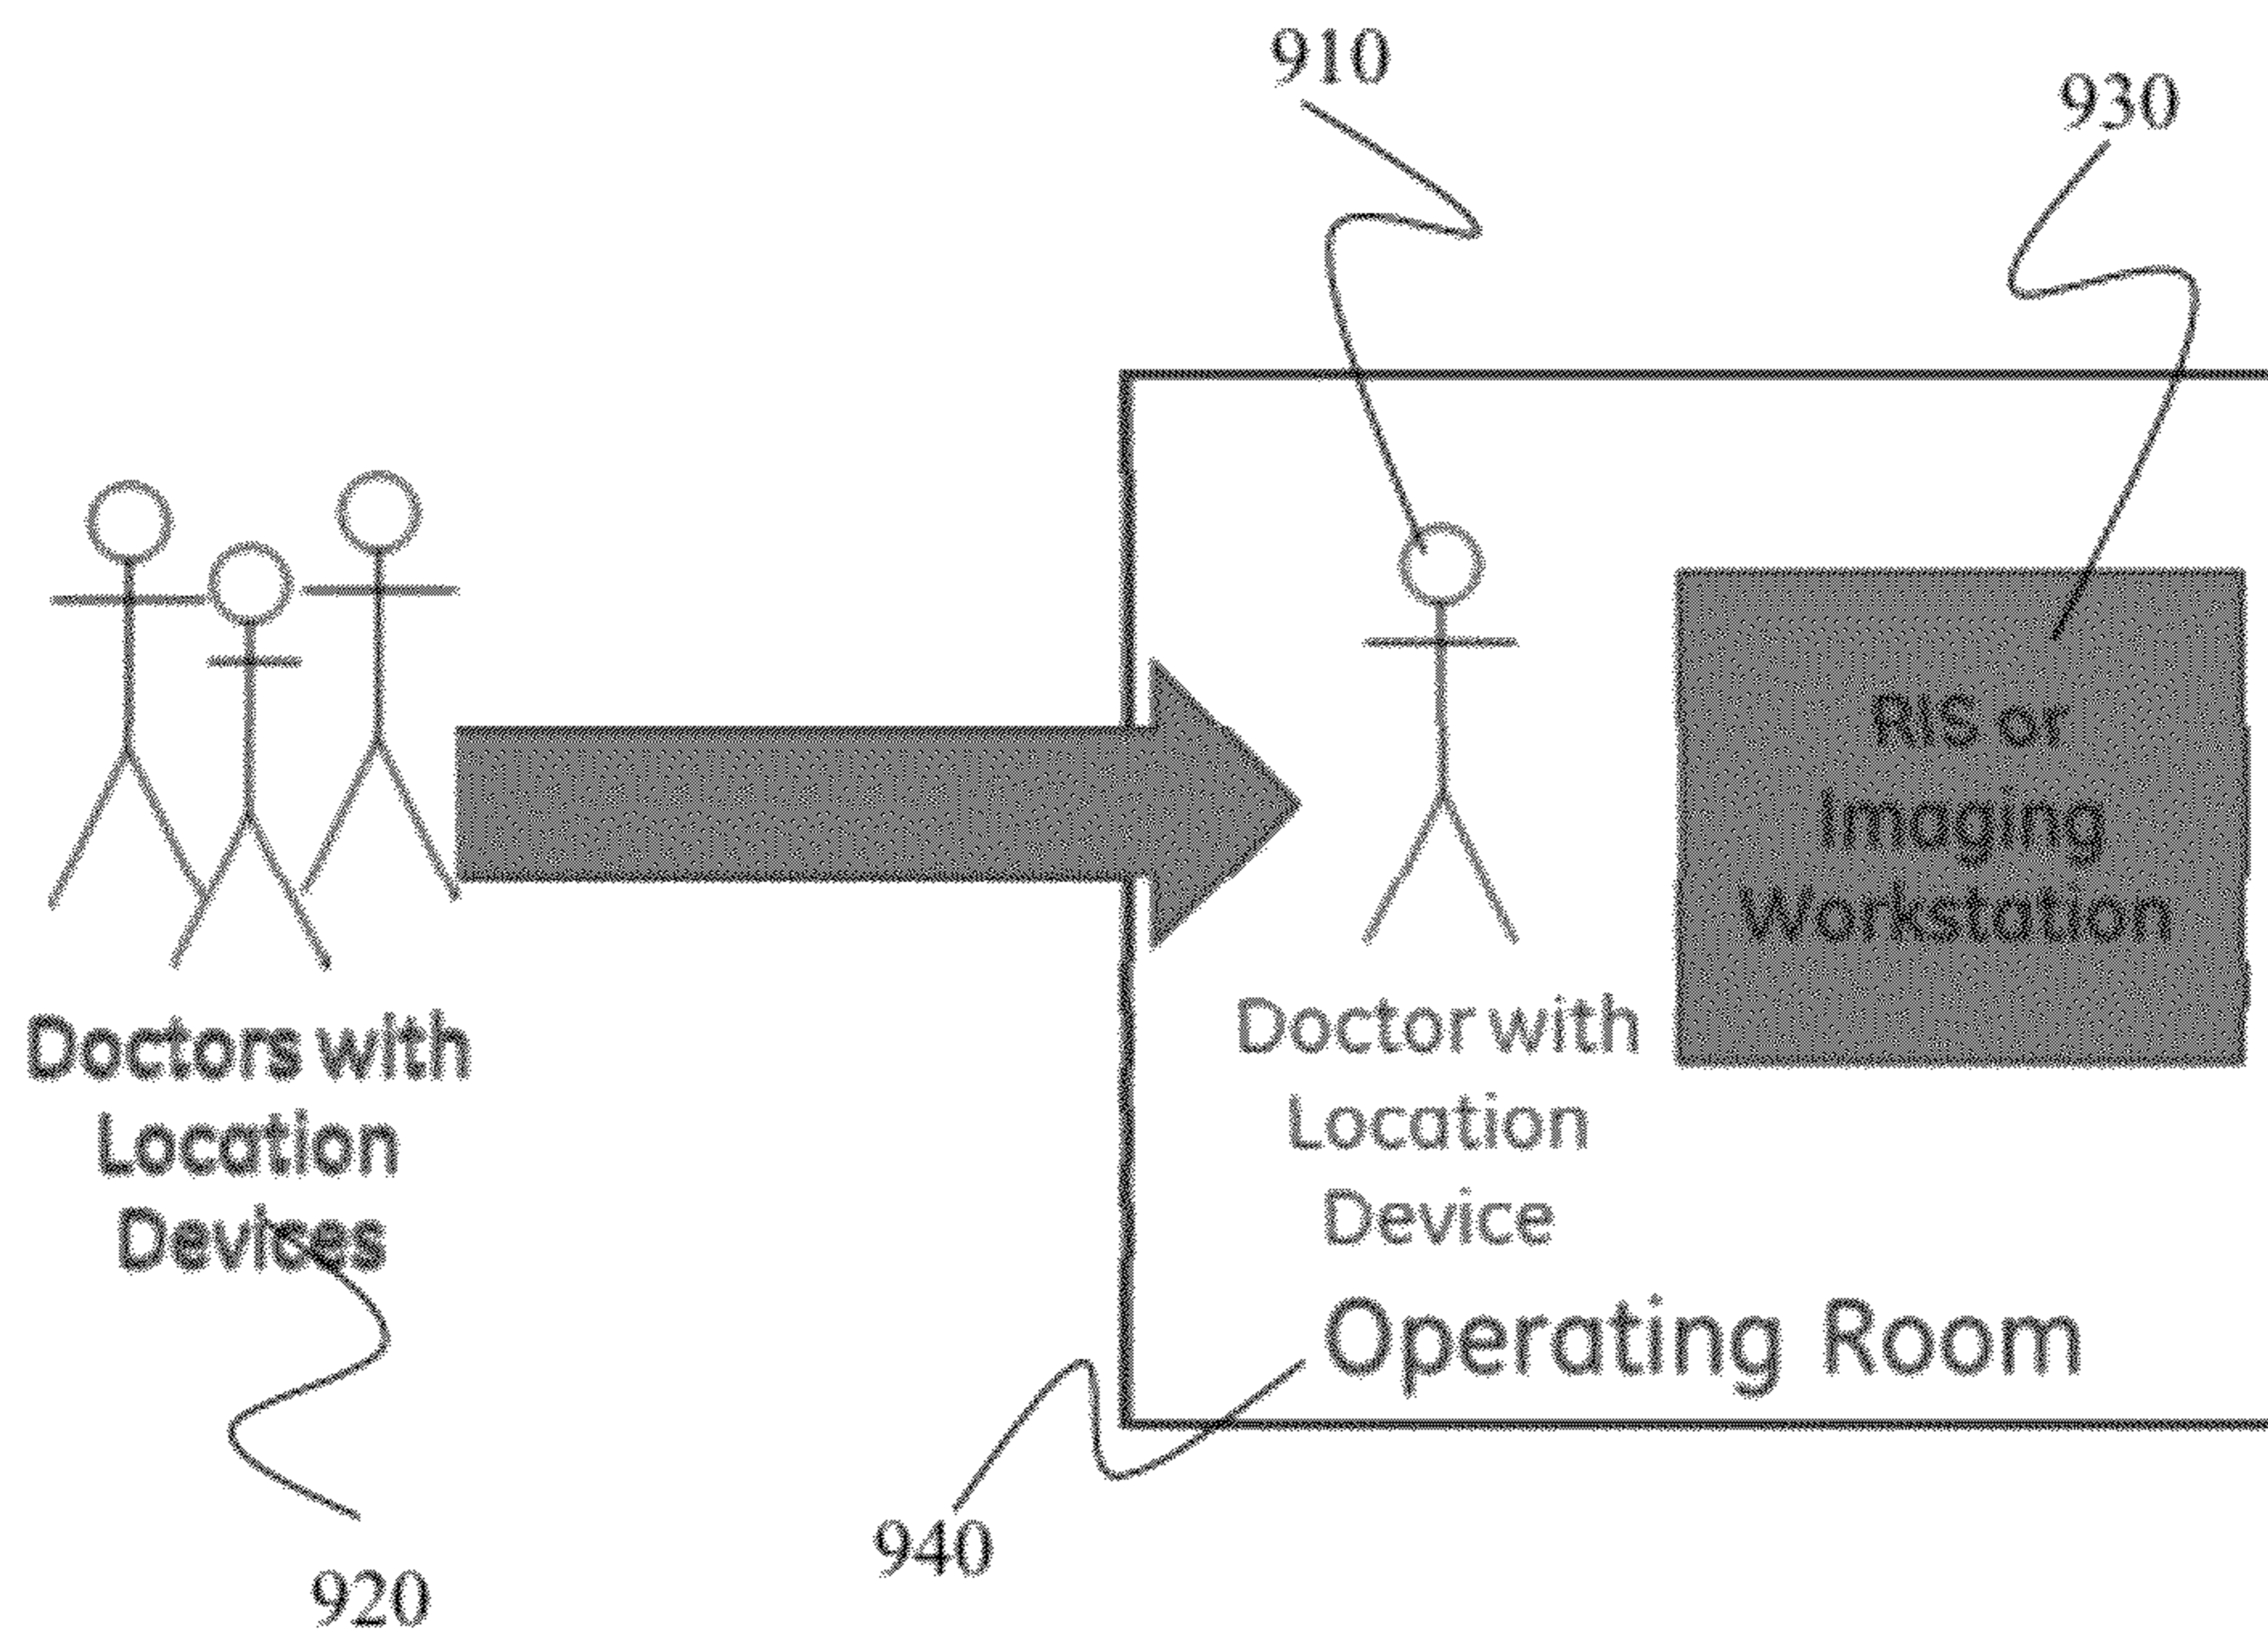 910
930
RIS or
Imaging
Workstation
Doctors with
Location
Devices
Doctor with
Location
Device
Operating Room
940
920